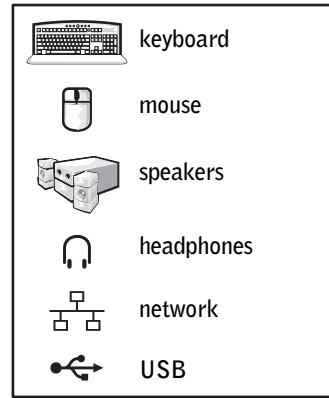 keyboard
mouse
speakers
headphones
network
USB